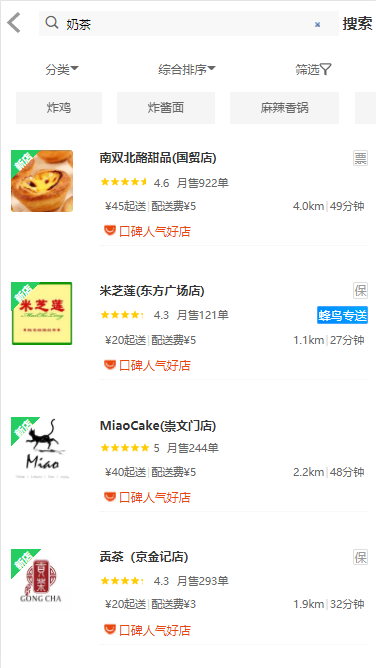 奶茶 × 搜索
分类 综合排序 筛选
炸鸡 炸酱面 麻辣香锅
新店
南双北酪甜品(国贸店) 票
4.6 月售922单
¥45起送 配送费¥5 4.0km 49分钟
口碑人气好店
新店
米芝莲
米芝莲(东方广场店) 保
4.3 月售121单 蜂鸟专送
¥20起送 配送费¥5 1.1km 27分钟
口碑人气好店
新店
Miao
MiaoCake(崇文门店)
5 月售244单
¥40起送 配送费¥5 2.2km 48分钟
口碑人气好店
新店
貢茶
GONG CHA
贡茶（京金记店） 保
4.3 月售293单
¥20起送 配送费¥3 1.9km 32分钟
口碑人气好店